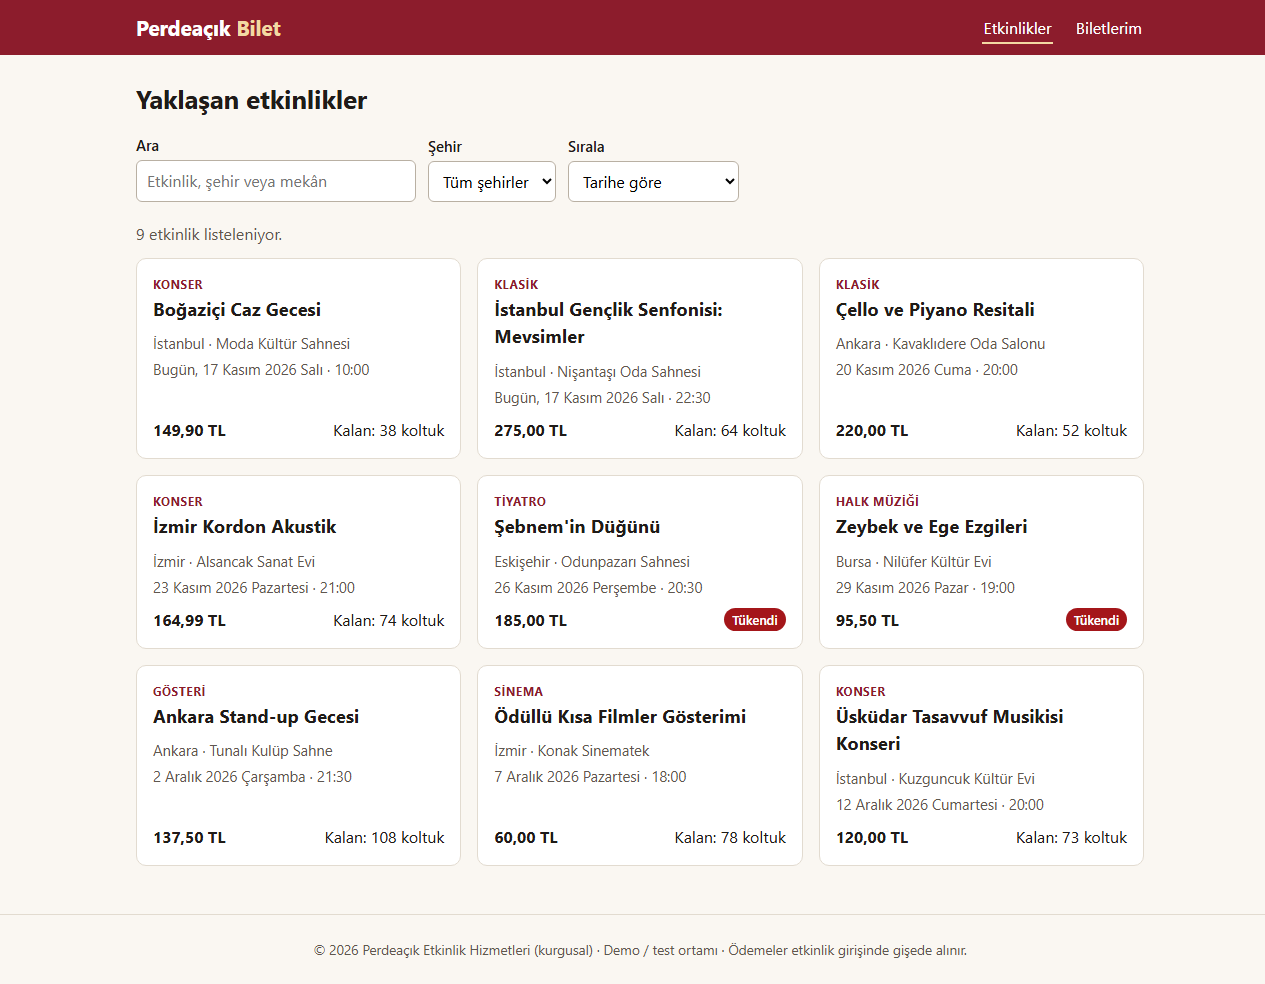 Perdeaçık Bilet
Etkinlikler
Biletlerim
Yaklaşan etkinlikler
Ara
Şehir
Sırala
Etkinlik, şehir veya mekân
Tüm şehirler
Tarihe göre
9 etkinlik listeleniyor.
KONSER
Boğaziçi Caz Gecesi
İstanbul · Moda Kültür Sahnesi
Bugün, 17 Kasım 2026 Salı · 10:00
149,90 TL
Kalan: 38 koltuk
KLASİK
İstanbul Gençlik Senfonisi:
Mevsimler
İstanbul · Nişantaşı Oda Sahnesi
Bugün, 17 Kasım 2026 Salı · 22:30
275,00 TL
Kalan: 64 koltuk
KLASİK
Çello ve Piyano Resitali
Ankara · Kavaklıdere Oda Salonu
20 Kasım 2026 Cuma · 20:00
220,00 TL
Kalan: 52 koltuk
KONSER
İzmir Kordon Akustik
İzmir · Alsancak Sanat Evi
23 Kasım 2026 Pazartesi · 21:00
164,99 TL
Kalan: 74 koltuk
TİYATRO
Şebnem'in Düğünü
Eskişehir · Odunpazarı Sahnesi
26 Kasım 2026 Perşembe · 20:30
185,00 TL
Tükendi
HALK MÜZİĞİ
Zeybek ve Ege Ezgileri
Bursa · Nilüfer Kültür Evi
29 Kasım 2026 Pazar · 19:00
95,50 TL
Tükendi
GÖSTERİ
Ankara Stand-up Gecesi
Ankara · Tunalı Kulüp Sahne
2 Aralık 2026 Çarşamba · 21:30
137,50 TL
Kalan: 108 koltuk
SİNEMA
Ödüllü Kısa Filmler Gösterimi
İzmir · Konak Sinematek
7 Aralık 2026 Pazartesi · 18:00
60,00 TL
Kalan: 78 koltuk
KONSER
Üsküdar Tasavvuf Musikisi
Konseri
İstanbul · Kuzguncuk Kültür Evi
12 Aralık 2026 Cumartesi · 20:00
120,00 TL
Kalan: 73 koltuk
© 2026 Perdeaçık Etkinlik Hizmetleri (kurgusal) · Demo / test ortamı · Ödemeler etkinlik girişinde gişede alınır.